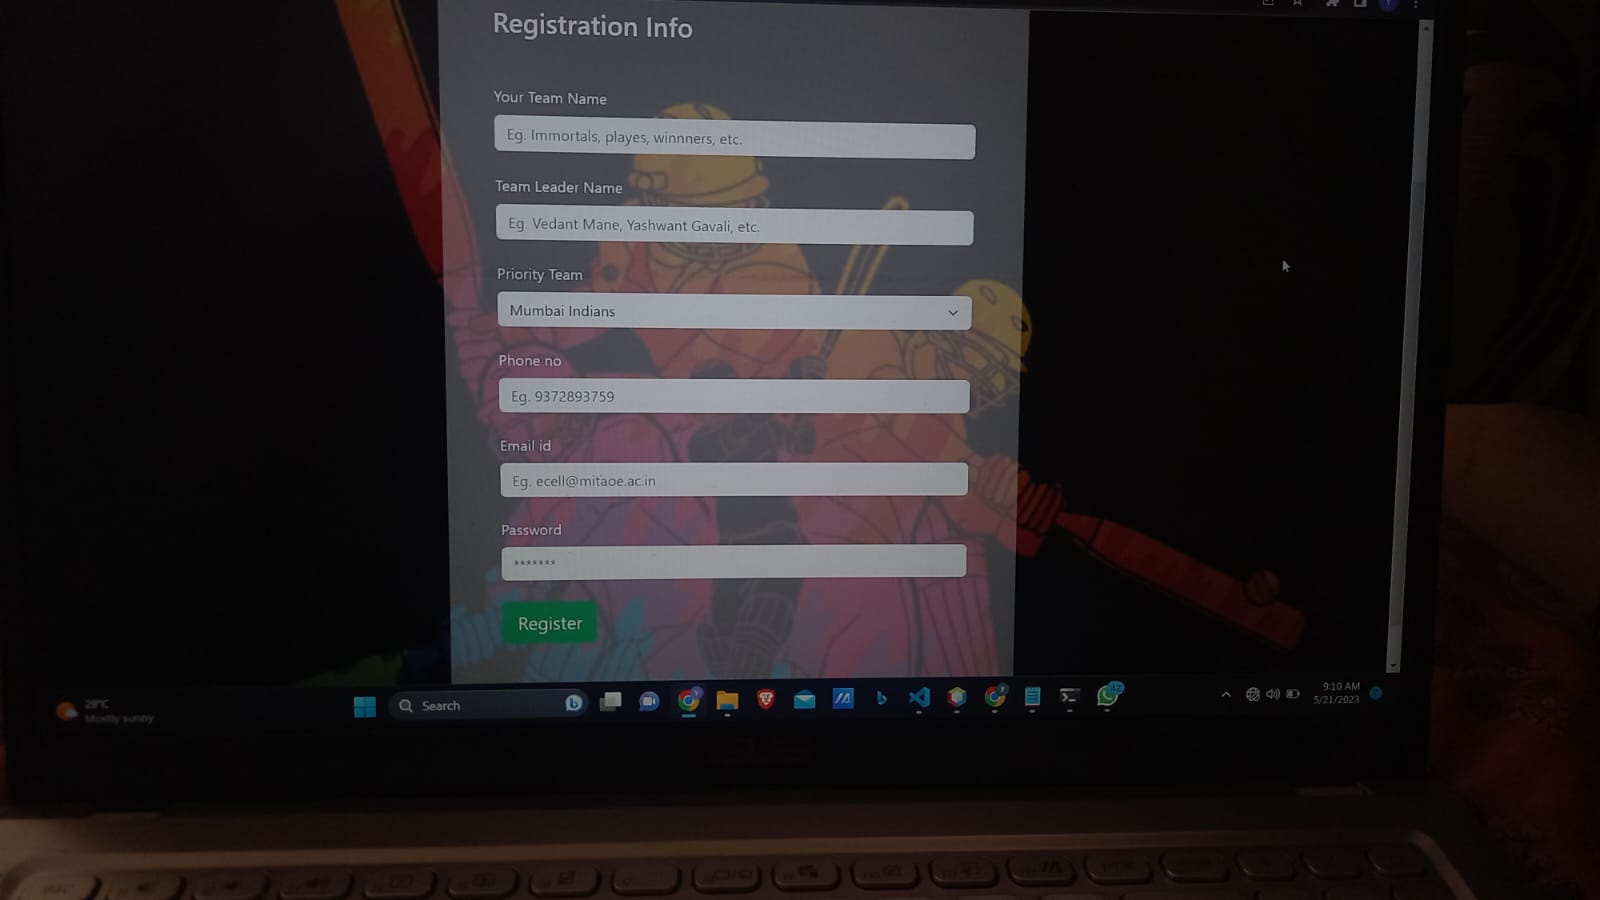 Registration Info
Your Team Name
Eg. Immortals, playes, winnners, etc.
Team Leader Name
Eg. Vedant Mane, Yashwant Gavali, etc.
Priority Team
Mumbai Indians
Phone no
Eg. 9372893759
Email id
Eg. ecell@mitaoe.ac.in
Password
*******
Register
29°C
Mostly sunny
Search
42
9:10 AM
5/21/2023